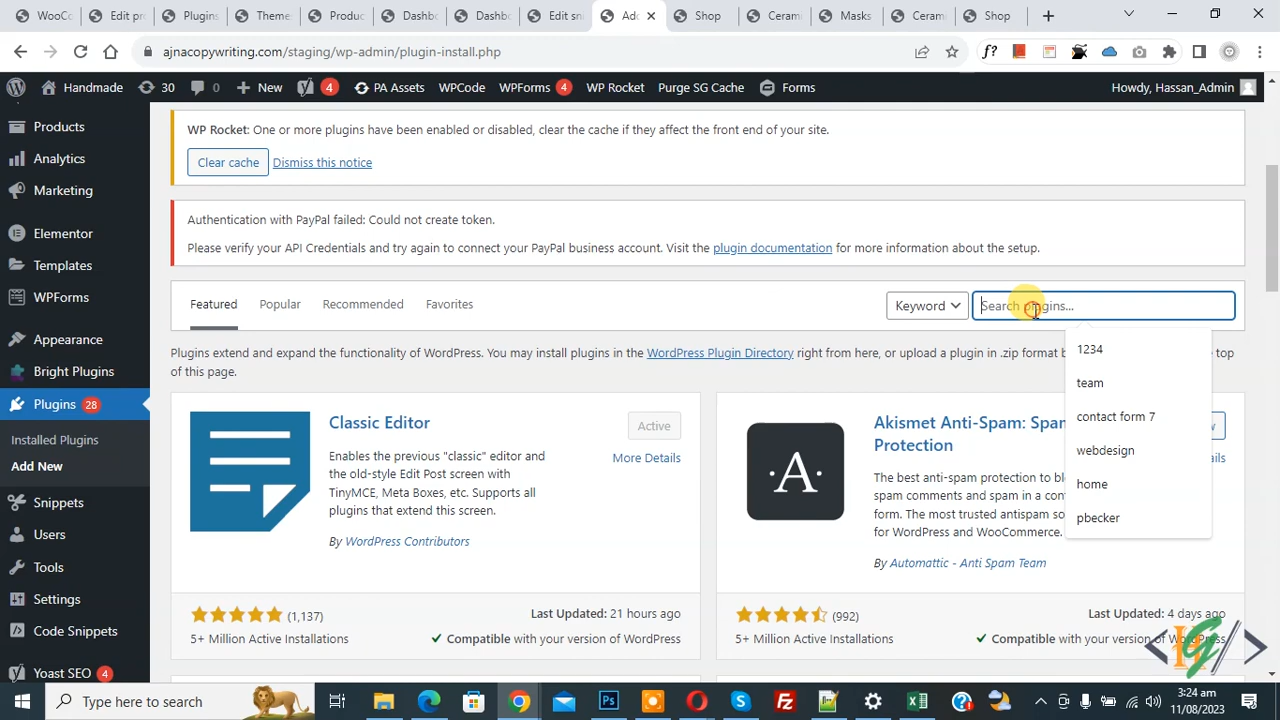 WooCo
Edit pr
Plugins
Theme
Produc
Dashbo
Dashbo
Edit sn
Add
Shop
Cerami
Masks
Cerami
Shop
ajnacopywriting.com/staging/wp-admin/plugin-install.php
Handmade 30 0 New 4 PA Assets WPCode WPForms 4 WP Rocket Purge SG Cache Forms Howdy, Hassan_Admin
Products
Analytics
Marketing
Elementor
Templates
WPForms
Appearance
Bright Plugins
Plugins 28
Installed Plugins
Add New
Snippets
Users
Tools
Settings
Code Snippets
Yoast SEO 4
WP Rocket: One or more plugins have been enabled or disabled, clear the cache if they affect the front end of your site.
Clear cache Dismiss this notice
Authentication with PayPal failed: Could not create token.
Please verify your API Credentials and try again to connect your PayPal business account. Visit the plugin documentation for more information about the setup.
Featured Popular Recommended Favorites Keyword Search plugins...
1234
team
contact form 7
webdesign
home
pbecker
Plugins extend and expand the functionality of WordPress. You may install plugins in the WordPress Plugin Directory right from here, or upload a plugin in .zip format b he top
of this page.
Classic Editor
Active
More Details
Enables the previous "classic" editor and
the old-style Edit Post screen with
TinyMCE, Meta Boxes, etc. Supports all
plugins that extend this screen.
By WordPress Contributors
(1,137)
Last Updated: 21 hours ago
5+ Million Active Installations
Compatible with your version of WordPress
A
Akismet Anti-Spam: Spam
Protection
The best anti-spam protection to bl
spam comments and spam in a con
form. The most trusted antispam so
for WordPress and WooCommerce.
By Automattic - Anti Spam Team
(992)
Last Updated: 4 days ago
5+ Million Active Installations
Compatible with your version of WordPress
Type here to search
3:24 am
11/08/2023